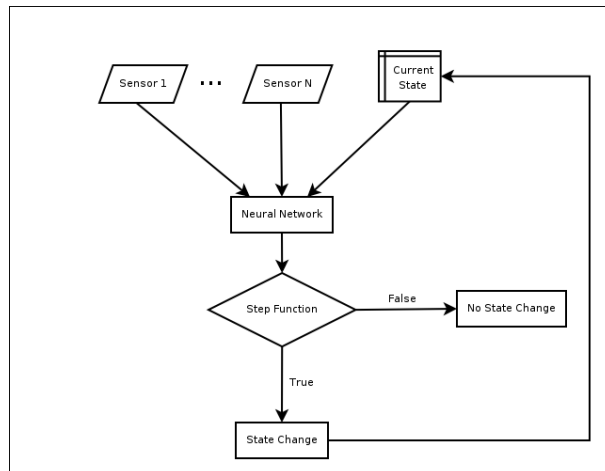 Sensor 1
...
Sensor N
Current
State
Neural Network
Step Function
False
No State Change
True
State Change